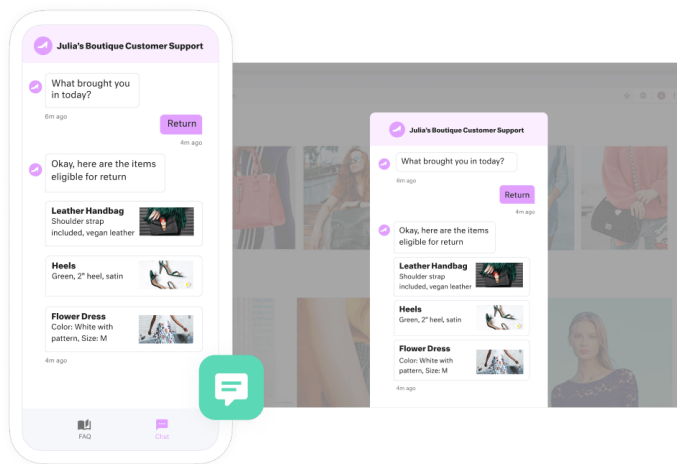 Julia's Boutique Customer Support
What brought you
in today?
6m ago
Return
4m ago
Okay, here are the items
eligible for return
Leather Handbag
Shoulder strap
included, vegan leather
Heels
Green, 2" heel, satin
Flower Dress
Color: White with
pattern, Size: M
4m ago
FAQ
Chat
Julia's Boutique Customer Support
What brought you in today?
6m ago
Return
4m ago
Okay, here are the items
eligible for return
Leather Handbag
Shoulder strap
included, vegan leather
Heels
Green, 2" heel, satin
Flower Dress
Color: White with
pattern, Size: M
4m ago